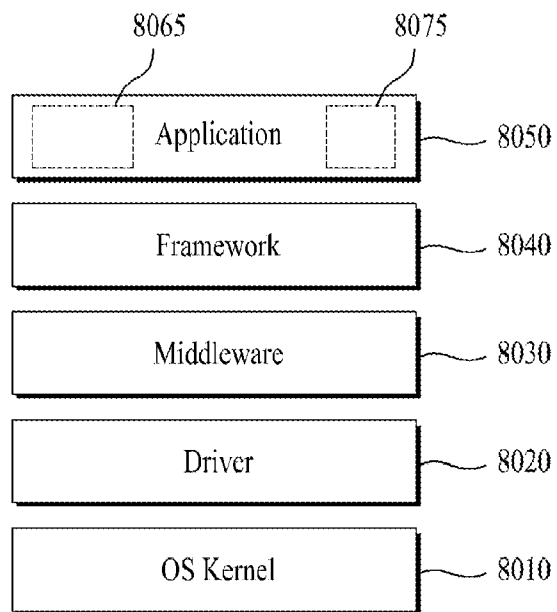 8065 8075
Application 8050
Framework 8040
Middleware 8030
Driver 8020
OS Kernel 8010